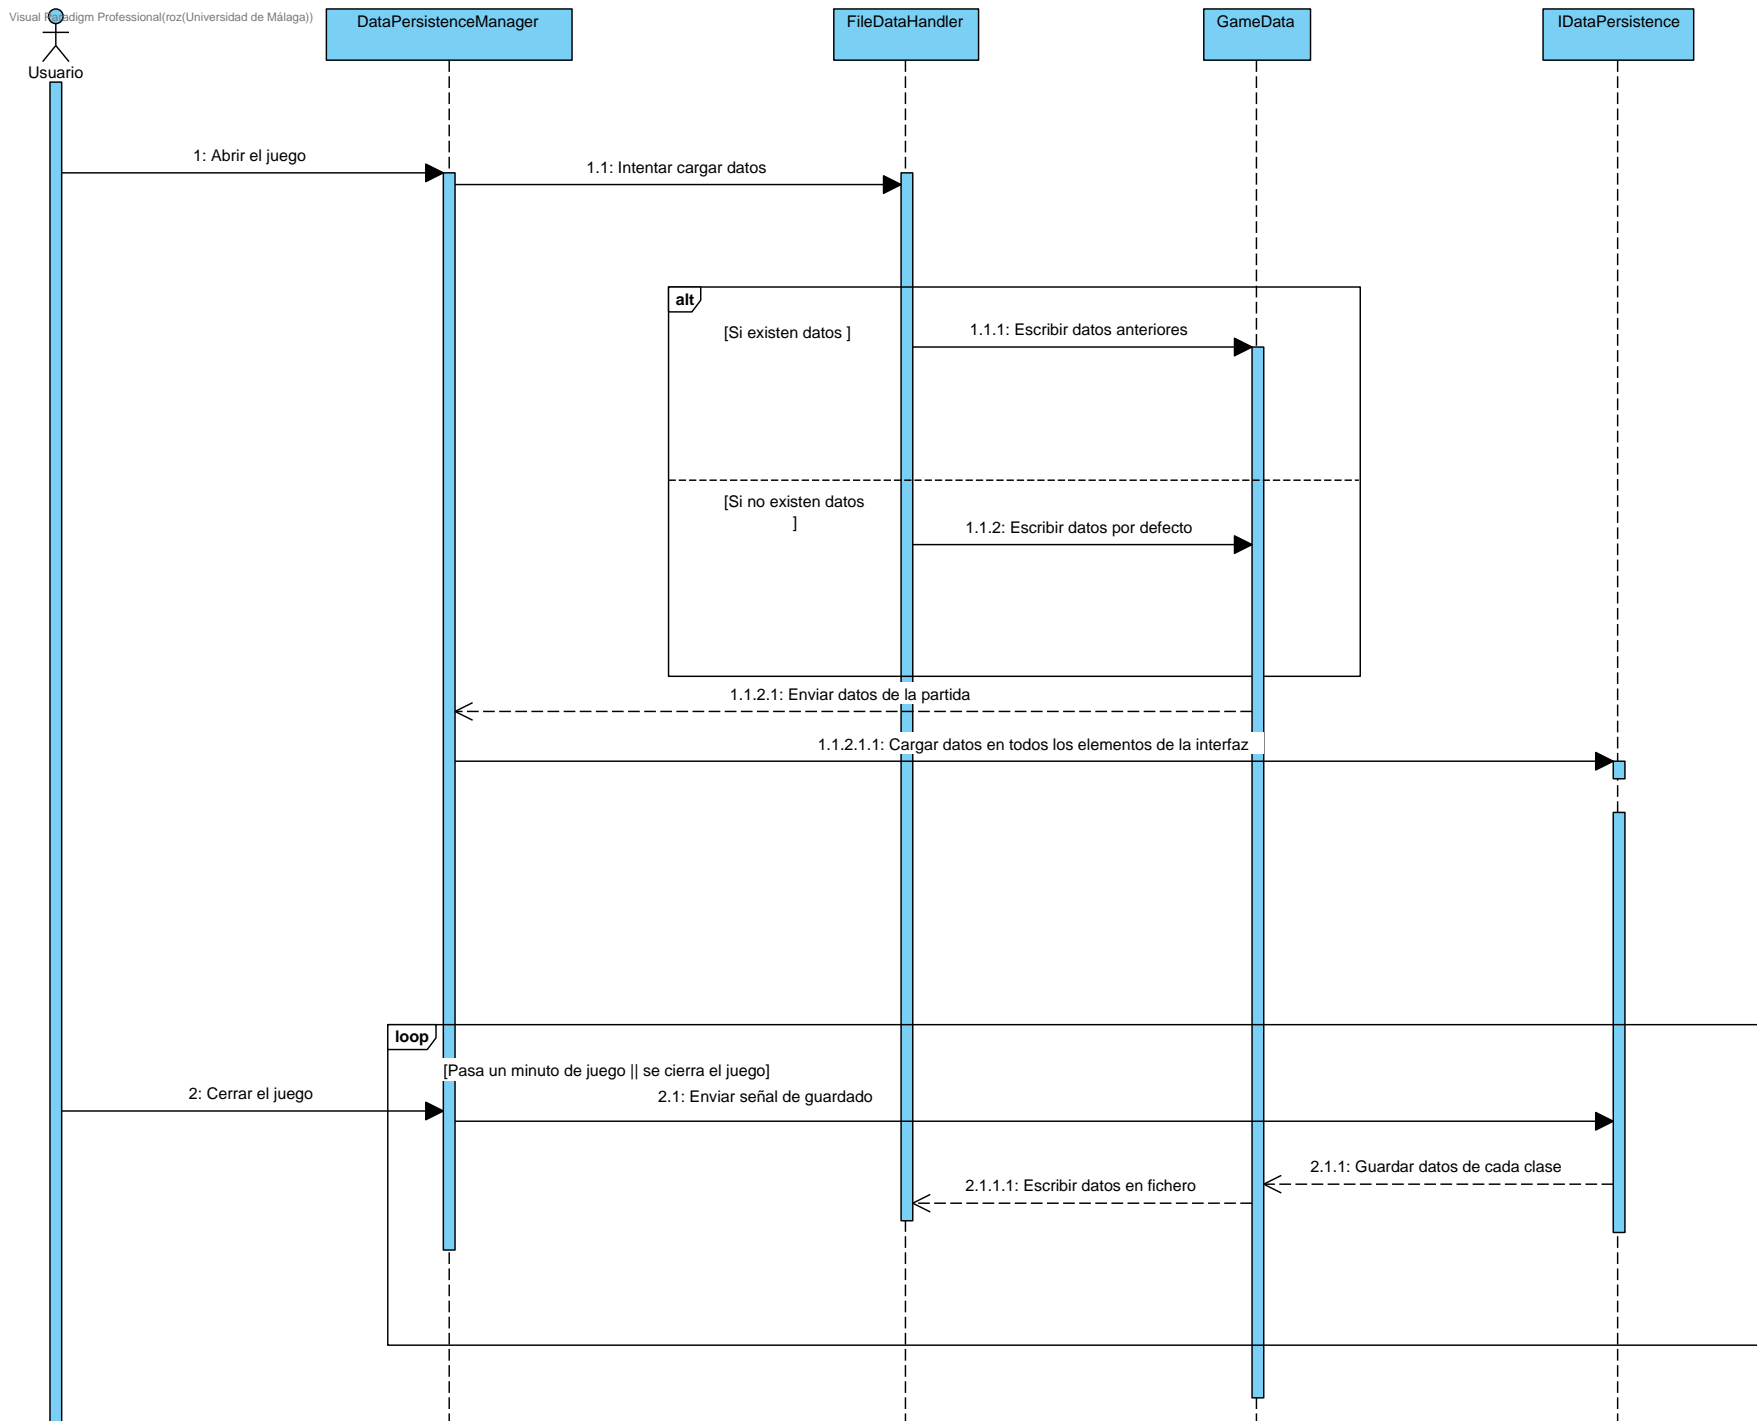 Visual Paradigm Professional(roz(Universidad de Málaga))
Usuario
DataPersistenceManager
FileDataHandler
GameData
IDataPersistence
1: Abrir el juego
1.1: Intentar cargar datos
alt
[Si existen datos ]
1.1.1: Escribir datos anteriores
[Si no existen datos
]
1.1.2: Escribir datos por defecto
1.1.2.1: Enviar datos de la partida
1.1.2.1.1: Cargar datos en todos los elementos de la interfaz
loop
[Pasa un minuto de juego || se cierra el juego]
2: Cerrar el juego
2.1: Enviar señal de guardado
2.1.1: Guardar datos de cada clase
2.1.1.1: Escribir datos en fichero